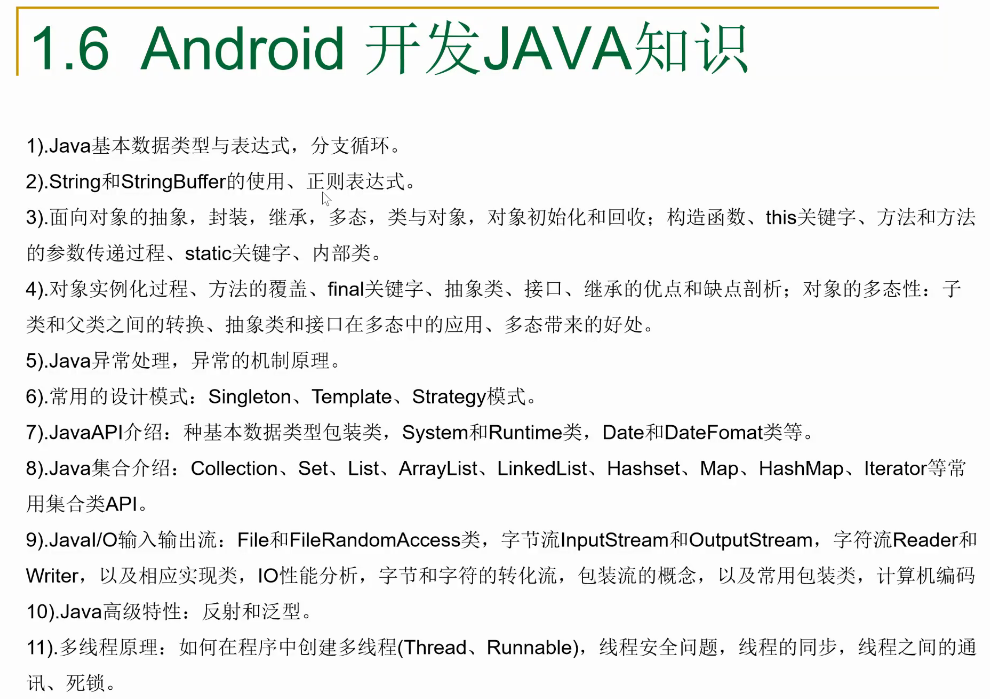 1.6 Android 开发JAVA知识
1).Java基本数据类型与表达式，分支循环。
2).String和StringBuffer的使用、正则表达式。
3).面向对象的抽象，封装，继承，多态，类与对象，对象初始化和回收；构造函数、this关键字、方法和方法
的参数传递过程、static关键字、内部类。
4).对象实例化过程、方法的覆盖、final关键字、抽象类、接口、继承的优点和缺点剖析；对象的多态性：子
类和父类之间的转换、抽象类和接口在多态中的应用、多态带来的好处。
5).Java异常处理，异常的机制原理。
6).常用的设计模式：Singleton、Template、Strategy模式。
7).JavaAPI介绍：种基本数据类型包装类，System和Runtime类，Date和DateFomat类等。
8).Java集合介绍：Collection、Set、List、ArrayList、LinkedList、Hashset、Map、HashMap、Iterator等常
用集合类API。
9).JavaI/O输入输出流：File和FileRandomAccess类，字节流InputStream和OutputStream，字符流Reader和
Writer，以及相应实现类，IO性能分析，字节和字符的转化流，包装流的概念，以及常用包装类，计算机编码
10).Java高级特性：反射和泛型。
11).多线程原理：如何在程序中创建多线程(Thread、Runnable)，线程安全问题，线程的同步，线程之间的通
讯、死锁。